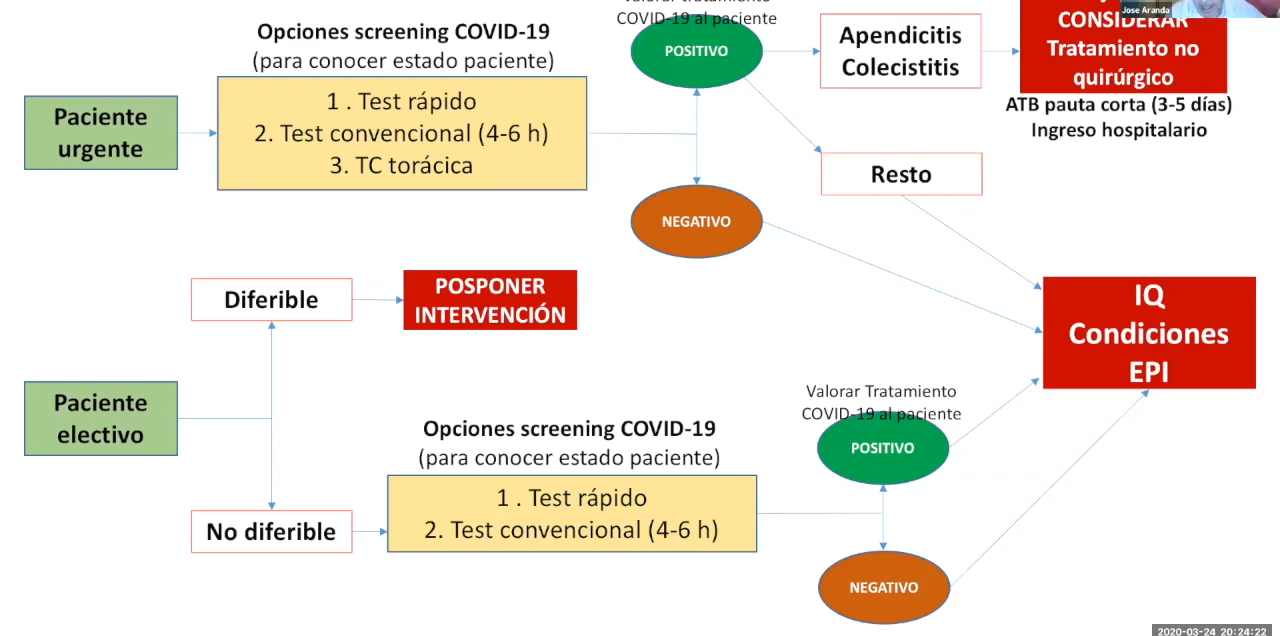 Valorar tratamiento
COVID-19 al paciente
Jose Aranda
Opciones screening COVID-19
(para conocer estado paciente)
POSITIVO
Apendicitis
Colecistitis
CONSIDERAR
Tratamiento no
quirúrgico
ATB pauta corta (3-5 días)
Ingreso hospitalario
Paciente
urgente
1 . Test rápido
2. Test convencional (4-6 h)
3. TC torácica
Resto
NEGATIVO
Diferible
POSPONER
INTERVENCIÓN
IQ
Condiciones
EPI
Paciente
electivo
Valorar Tratamiento
COVID-19 al paciente
Opciones screening COVID-19
(para conocer estado paciente)
POSITIVO
No diferible
1 . Test rápido
2. Test convencional (4-6 h)
NEGATIVO
2020-03-24 20:24:22